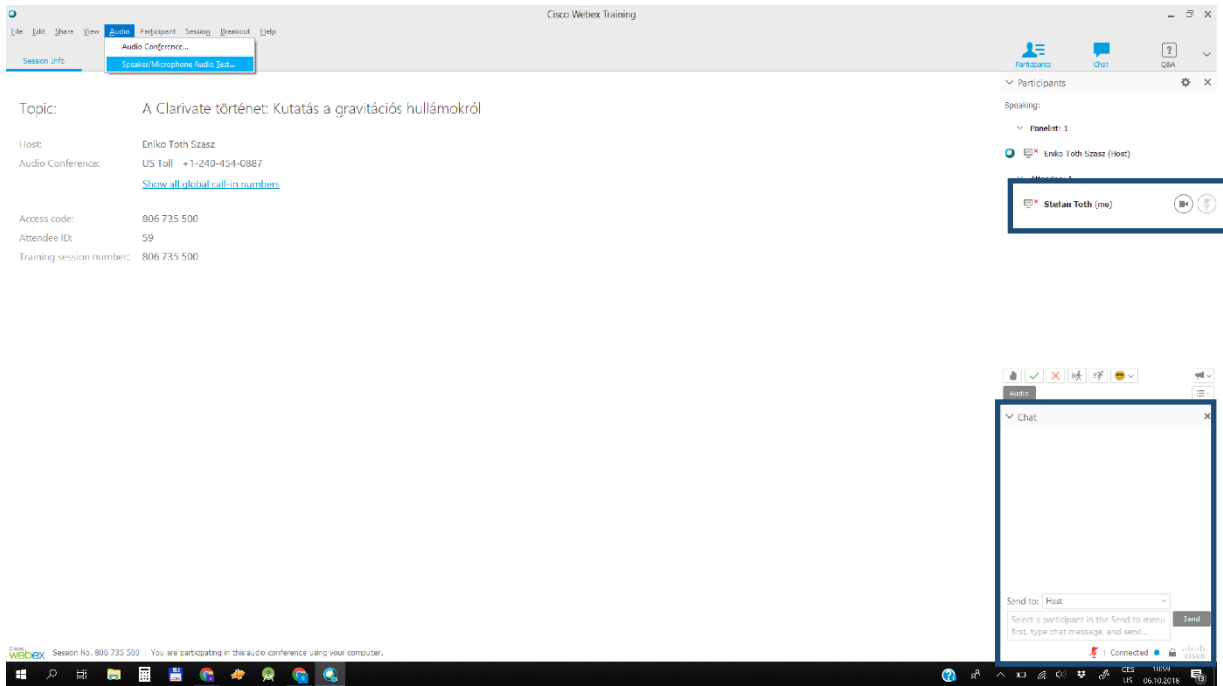 Cisco Webex Training
File Edit Share View Audio Participant Session Breakout Help
Audio Conference...
Speaker/Microphone Audio Test...
Session Info
Participants
Chat
Q&A
Participants
Speaking:
Panelist: 1
Eniko Toth Szasz (Host)
Stefan Toth (me)
Topic: A Clarivate történet: Kutatás a gravitációs hullámokról
Host: Eniko Toth Szasz
Audio Conference: US Toll +1-240-454-0887
Show all global call-in numbers
Access code: 806 735 500
Attendee ID: 59
Training session number: 806 735 500
Audio
Chat
Send to: Host
Select a participant in the Send to menu
first, type chat message, and send...
Send
Cisco
webex Session No. 806 735 500 | You are participating in this audio conference using your computer.
Connected
cisco
CES
US
10:59
06.10.2018
13